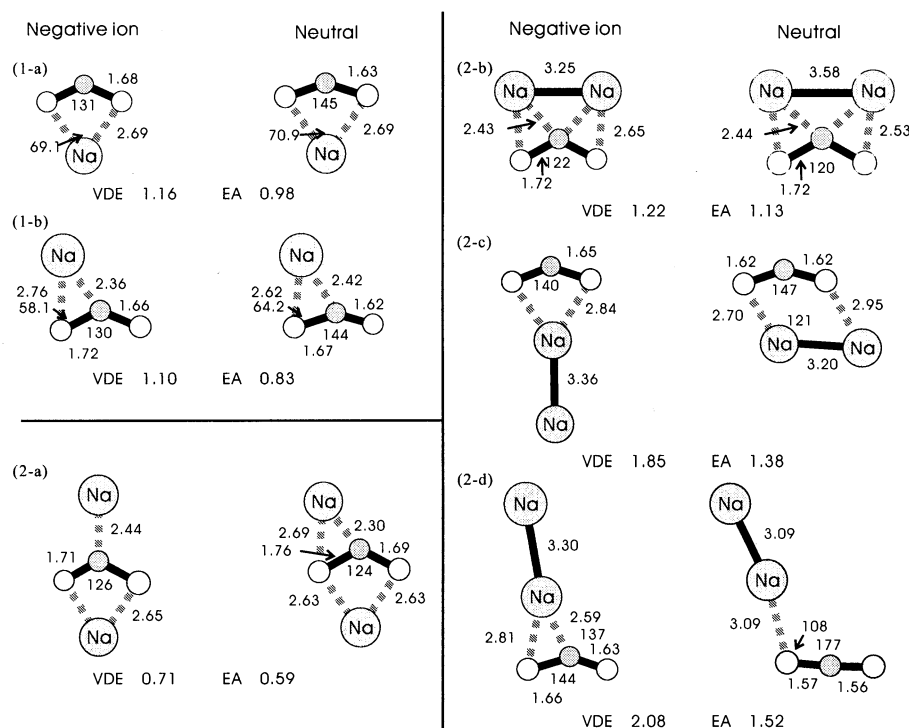 Negative ion Neutral
(1-a)
1.68 1.63
131 145
69.1 2.69 70.9 2.69
Na Na
VDE 1.16 EA 0.98
(1-b)
Na Na
2.76 2.36 2.62 2.42
58.1 1.66 64.2 1.62
130 144
1.72 1.67
VDE 1.10 EA 0.83
(2-a)
Na Na
2.44 2.69 2.30
1.71 1.76 1.69
126 124
2.65 2.63 2.63
Na Na
VDE 0.71 EA 0.59
Negative ion Neutral
(2-b)
3.25 3.58
Na Na Na Na
2.43 2.65 2.44 2.53
122 120
1.72 1.72
VDE 1.22 EA 1.13
(2-c)
1.65 1.62 1.62
140 147
2.84 2.70 2.95
Na 121
Na Na
3.36 3.20
Na
VDE 1.85 EA 1.38
(2-d)
Na Na
3.30 3.09
Na Na
2.81 2.59 3.09 108
137 177
1.63
144
1.66 1.57 1.56
VDE 2.08 EA 1.52